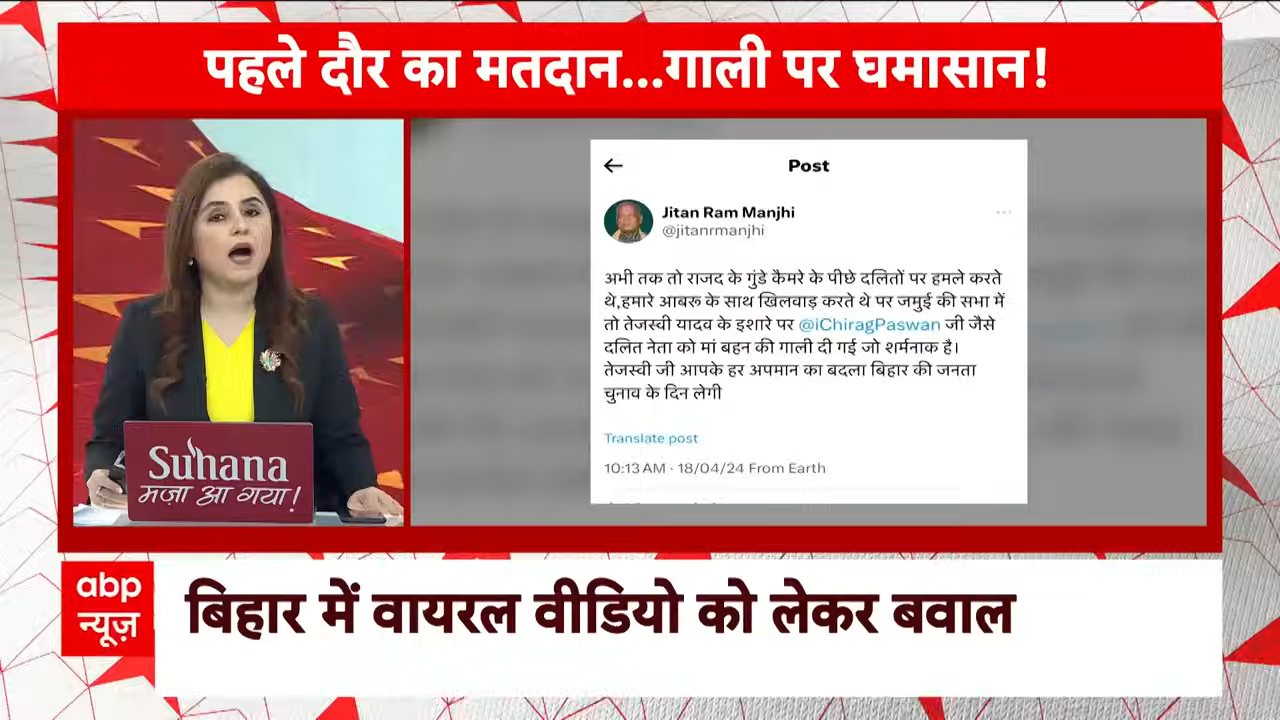 पहले दौर का मतदान...गाली पर घमासान!
Post
Jitan Ram Manjhi
@jitanrmanjhi
अभी तक तो राजद के गुंडे कैमरे के पीछे दलितों पर हमले करते
थे,हमारे आबरू के साथ खिलवाड़ करते थे पर जमुई की सभा में
तो तेजस्वी यादव के इशारे पर @iChiragPaswan जी जैसे
दलित नेता को मां बहन की गाली दी गई जो शर्मनाक है।
तेजस्वी जी आपके हर अपमान का बदला बिहार की जनता
चुनाव के दिन लेगी
Translate post
10:13 AM · 18/04/24 From Earth
Suhana
मज़ा आ गया!
abp
न्यूज़
बिहार में वायरल वीडियो को लेकर बवाल